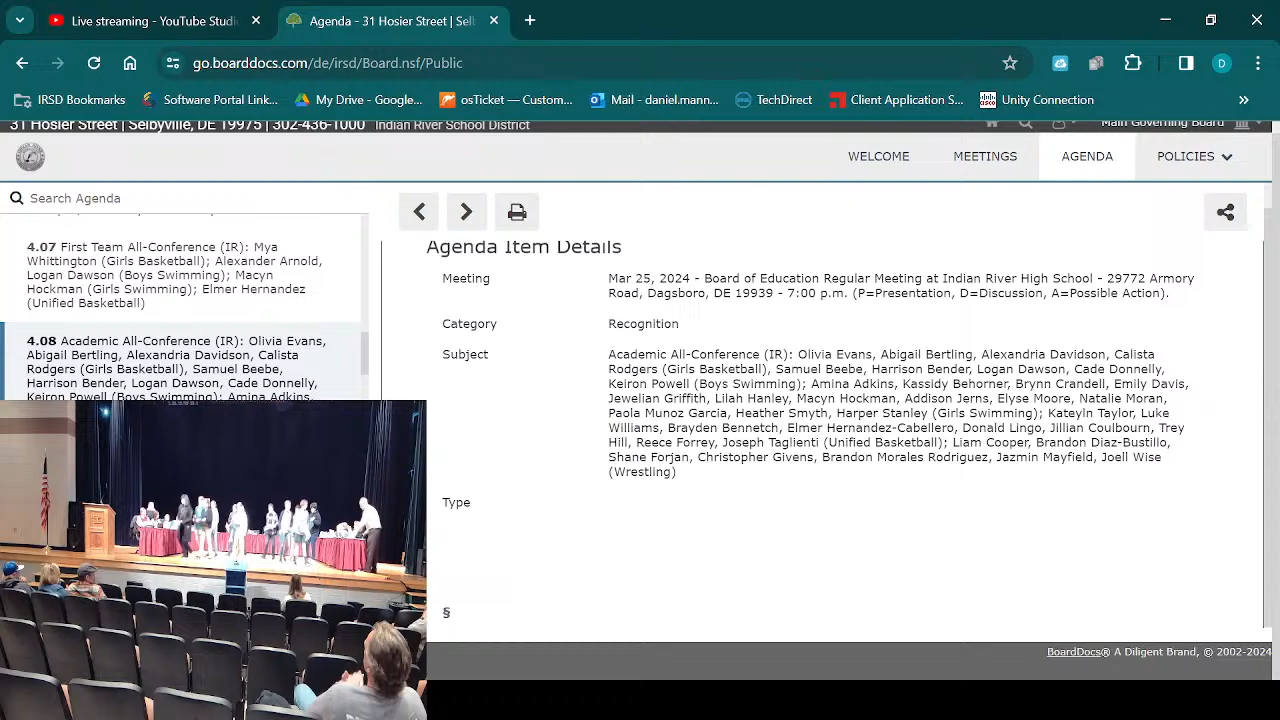 Live streaming - YouTube Studi
Agenda - 31 Hosier Street | Sel
go.boarddocs.com/de/irsd/Board.nsf/Public
D
IRSD Bookmarks
Software Portal Link...
My Drive - Google...
osTicket — Custom...
Mail - daniel.mann...
TechDirect
Client Application S...
Unity Connection
31 Hosier Street | Selbyville, DE 19975 | 302-436-1000 Indian River School District
Main Governing Board
WELCOME
MEETINGS
AGENDA
POLICIES
Search Agenda
4.07 First Team All-Conference (IR): Mya
Whittington (Girls Basketball); Alexander Arnold,
Logan Dawson (Boys Swimming); Macyn
Hockman (Girls Swimming); Elmer Hernandez
(Unified Basketball)
4.08 Academic All-Conference (IR): Olivia Evans,
Abigail Bertling, Alexandria Davidson, Calista
Rodgers (Girls Basketball), Samuel Beebe,
Harrison Bender, Logan Dawson, Cade Donnelly,
Keiron Powell (Boys Swimming); Amina Adkins,
Agenda Item Details
Meeting
Mar 25, 2024 - Board of Education Regular Meeting at Indian River High School - 29772 Armory
Road, Dagsboro, DE 19939 - 7:00 p.m. (P=Presentation, D=Discussion, A=Possible Action).
Category
Recognition
Subject
Academic All-Conference (IR): Olivia Evans, Abigail Bertling, Alexandria Davidson, Calista
Rodgers (Girls Basketball), Samuel Beebe, Harrison Bender, Logan Dawson, Cade Donnelly,
Keiron Powell (Boys Swimming); Amina Adkins, Kassidy Behorner, Brynn Crandell, Emily Davis,
Jewelian Griffith, Lilah Hanley, Macyn Hockman, Addison Jerns, Elyse Moore, Natalie Moran,
Paola Munoz Garcia, Heather Smyth, Harper Stanley (Girls Swimming); Kateyln Taylor, Luke
Williams, Brayden Bennetch, Elmer Hernandez-Cabellero, Donald Lingo, Jillian Coulbourn, Trey
Hill, Reece Forrey, Joseph Taglienti (Unified Basketball); Liam Cooper, Brandon Diaz-Bustillo,
Shane Forjan, Christopher Givens, Brandon Morales Rodriguez, Jazmin Mayfield, Joell Wise
(Wrestling)
Type
§
BoardDocs® A Diligent Brand, © 2002-2024